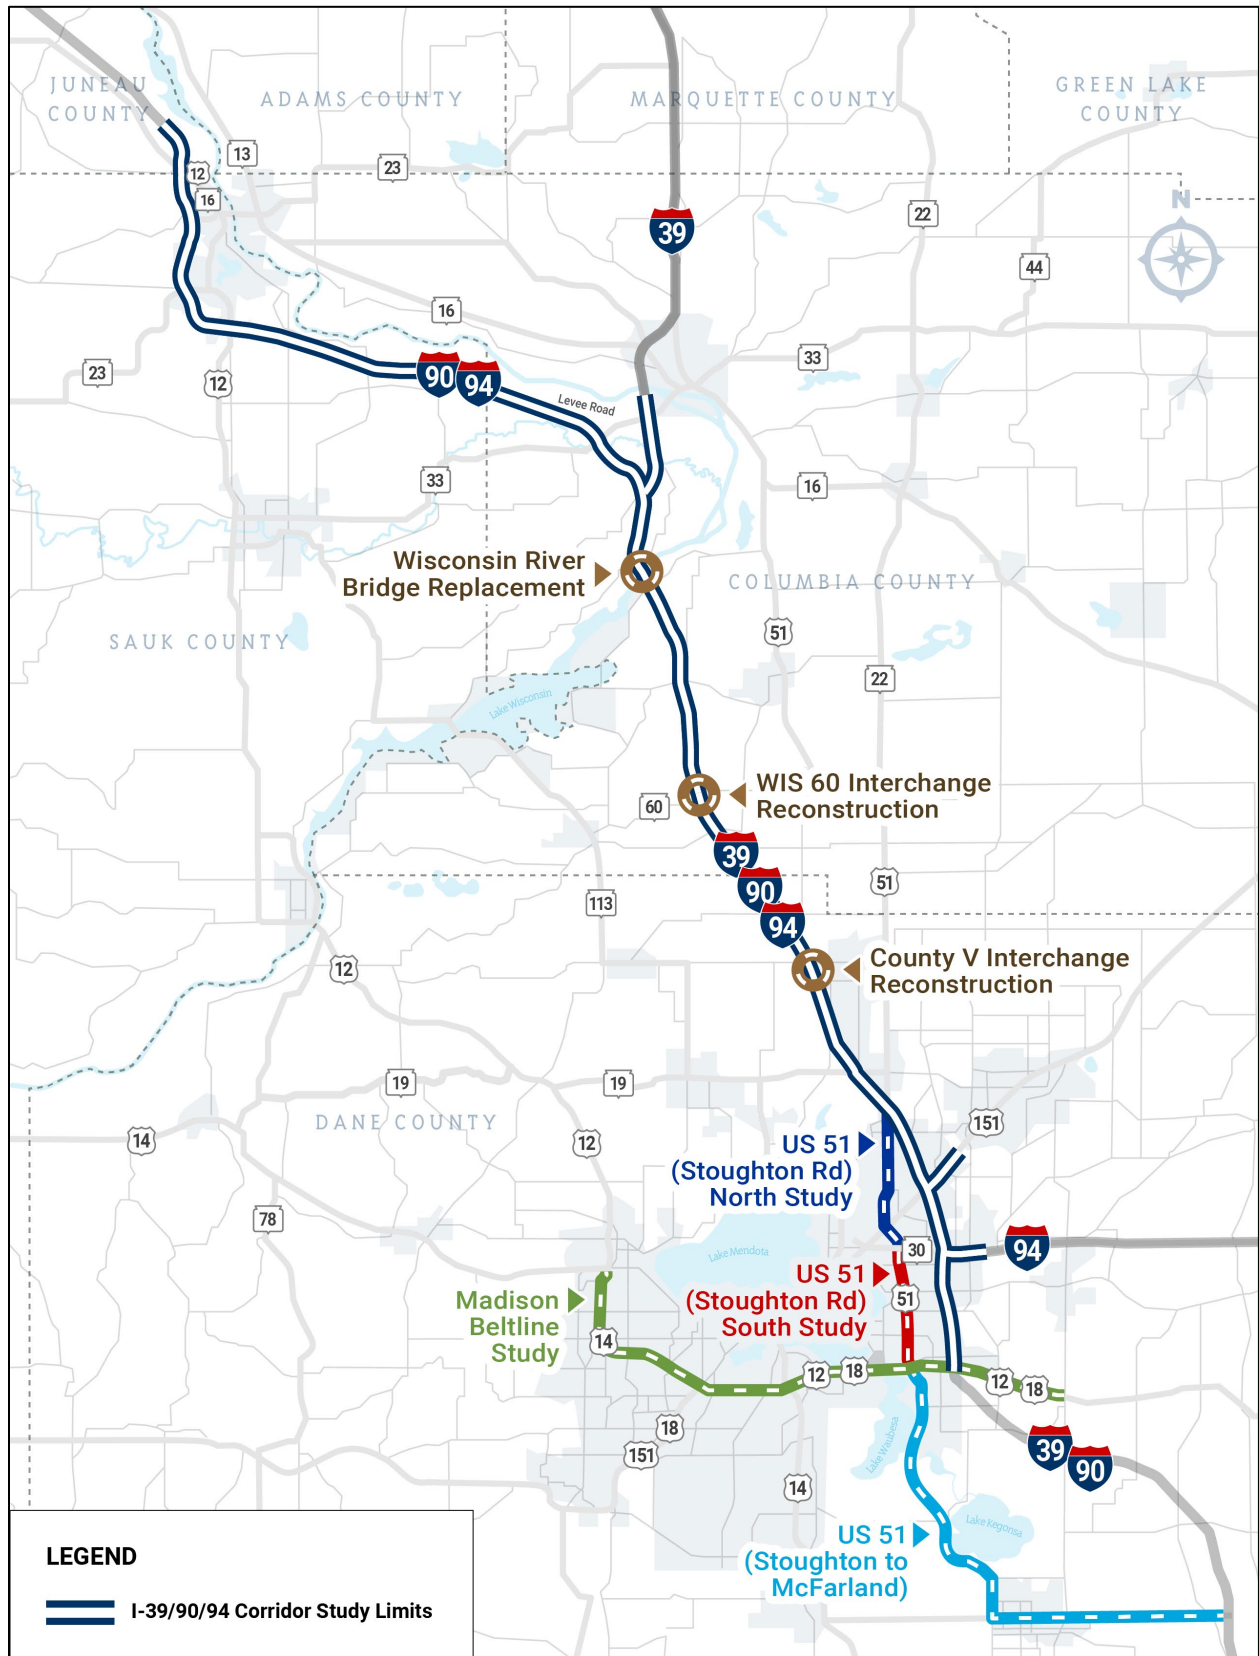 JUNEAU
COUNTY
ADAMS COUNTY
MARQUETTE COUNTY
GREEN LAKE
COUNTY
13
12
23
16
N
22
39
44
16
33
23
12
90
94
Levee Road
33
16
Wisconsin River
Bridge Replacement
COLUMBIA COUNTY
SAUK COUNTY
51
22
Lake Wisconsin
WIS 60 Interchange
Reconstruction
60
39
90
94
51
113
County V Interchange
Reconstruction
12
19
19
DANE COUNTY
14
12
151
US 51
(Stoughton Rd)
North Study
78
Lake Mendota
30
94
US 51
(Stoughton Rd)
South Study
51
Madison
Beltline
Study
14
12
18
12
18
18
151
Lake Waubesa
39
90
14
Lake Kegonsa
US 51
(Stoughton to
McFarland)
LEGEND
I-39/90/94 Corridor Study Limits